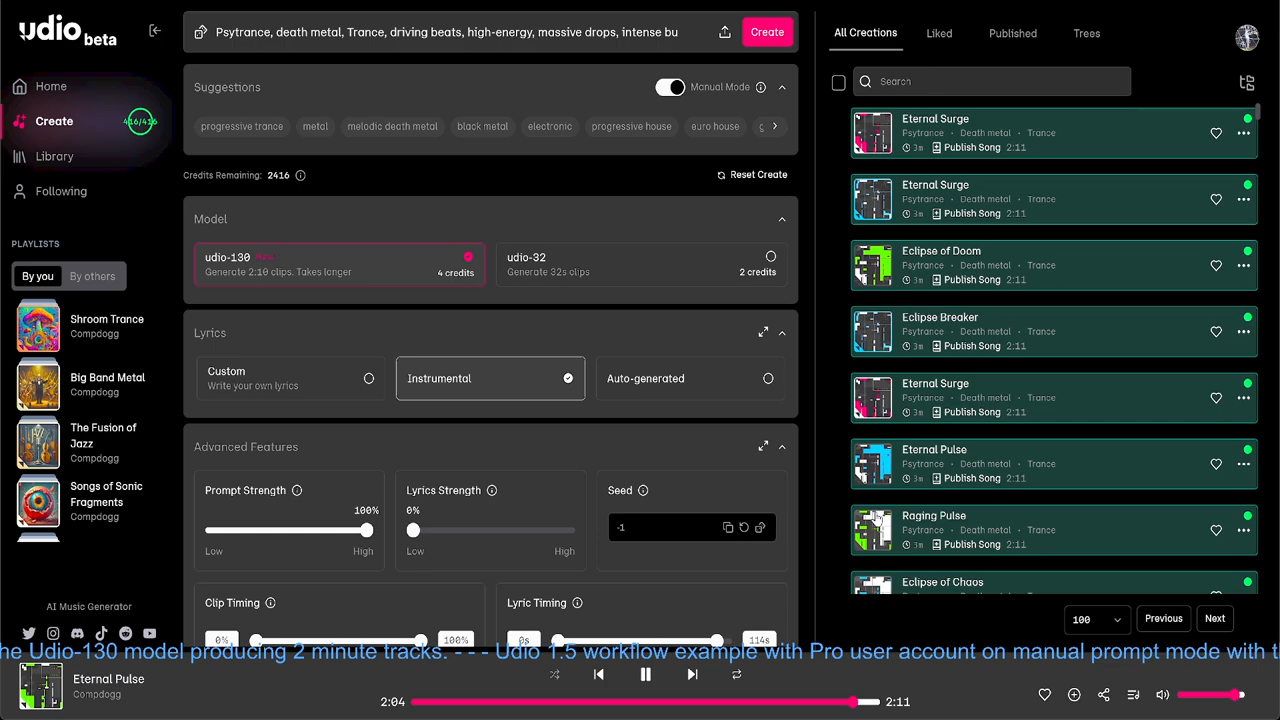 udio beta
Home
Create
416/416
Library
Following
PLAYLISTS
By you
By others
Shroom Trance
Compdogg
Big Band Metal
Compdogg
The Fusion of
Jazz
Compdogg
Songs of Sonic
Fragments
Compdogg
AI Music Generator
Psytrance, death metal, Trance, driving beats, high-energy, massive drops, intense bu
Create
Suggestions
Manual Mode
progressive trance
metal
melodic death metal
black metal
electronic
progressive house
euro house
g
Credits Remaining: 2416
Reset Create
Model
udio-130
Generate 2:10 clips. Takes longer
4 credits
udio-32
Generate 32s clips
2 credits
Lyrics
Custom
Write your own lyrics
Instrumental
Auto-generated
Advanced Features
Prompt Strength
100%
Low
High
Lyrics Strength
0%
Low
High
Seed
-1
Clip Timing
0%
100%
Lyric Timing
0s
114s
All Creations
Liked
Published
Trees
Search
Eternal Surge
Psytrance • Death metal • Trance
3m Publish Song 2:11
Eternal Surge
Psytrance • Death metal • Trance
3m Publish Song 2:11
Eclipse of Doom
Psytrance • Death metal • Trance
3m Publish Song 2:11
Eclipse Breaker
Psytrance • Death metal • Trance
3m Publish Song 2:11
Eternal Surge
Psytrance • Death metal • Trance
3m Publish Song 2:11
Eternal Pulse
Psytrance • Death metal • Trance
3m Publish Song 2:11
Raging Pulse
Psytrance • Death metal • Trance
3m Publish Song 2:11
Eclipse of Chaos
100
Previous
Next
he Udio-130 model producing 2 minute tracks. - - - Udio 1.5 workflow example with Pro user account on manual prompt mode with t
Eternal Pulse
Compdogg
2:04
2:11